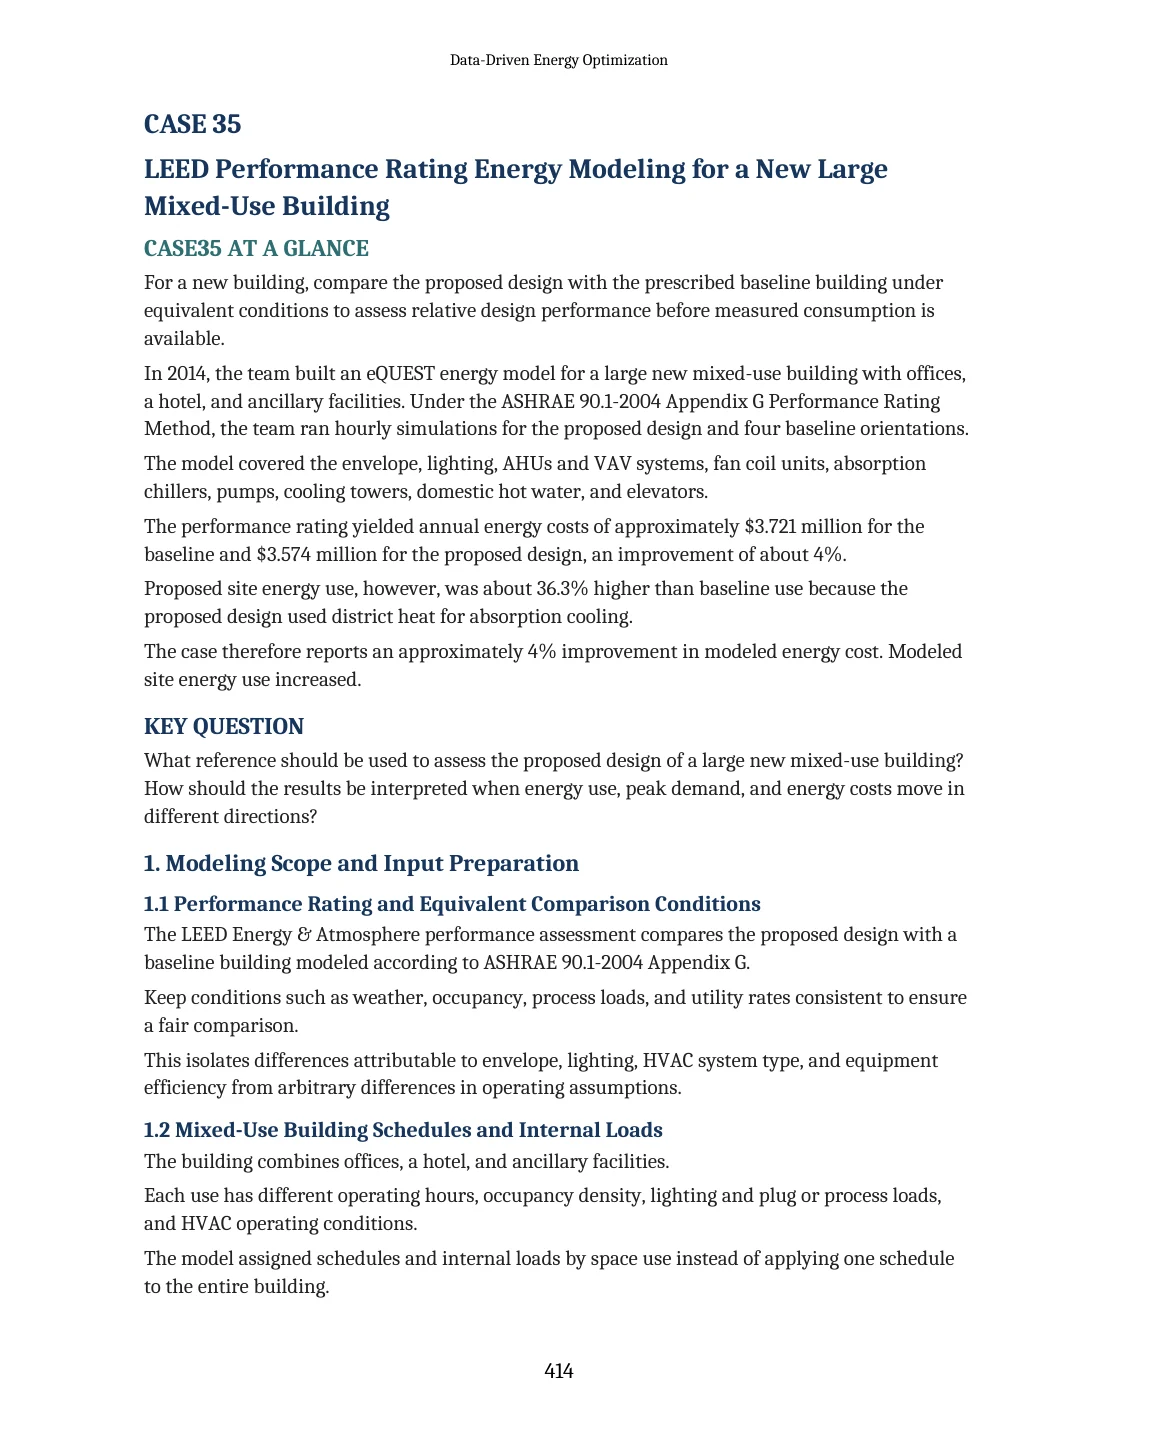 Data-Driven Energy Optimization
CASE 35
LEED Performance Rating Energy Modeling for a New Large
Mixed-Use Building
CASE35 AT A GLANCE
For a new building, compare the proposed design with the prescribed baseline building under
equivalent conditions to assess relative design performance before measured consumption is
available.
In 2014, the team built an eQUEST energy model for a large new mixed-use building with offices,
a hotel, and ancillary facilities. Under the ASHRAE 90.1-2004 Appendix G Performance Rating
Method, the team ran hourly simulations for the proposed design and four baseline orientations.
The model covered the envelope, lighting, AHUs and VAV systems, fan coil units, absorption
chillers, pumps, cooling towers, domestic hot water, and elevators.
The performance rating yielded annual energy costs of approximately $3.721 million for the
baseline and $3.574 million for the proposed design, an improvement of about 4%.
Proposed site energy use, however, was about 36.3% higher than baseline use because the
proposed design used district heat for absorption cooling.
The case therefore reports an approximately 4% improvement in modeled energy cost. Modeled
site energy use increased.
KEY QUESTION
What reference should be used to assess the proposed design of a large new mixed-use building?
How should the results be interpreted when energy use, peak demand, and energy costs move in
different directions?
1. Modeling Scope and Input Preparation
1.1 Performance Rating and Equivalent Comparison Conditions
The LEED Energy & Atmosphere performance assessment compares the proposed design with a
baseline building modeled according to ASHRAE 90.1-2004 Appendix G.
Keep conditions such as weather, occupancy, process loads, and utility rates consistent to ensure
a fair comparison.
This isolates differences attributable to envelope, lighting, HVAC system type, and equipment
efficiency from arbitrary differences in operating assumptions.
1.2 Mixed-Use Building Schedules and Internal Loads
The building combines offices, a hotel, and ancillary facilities.
Each use has different operating hours, occupancy density, lighting and plug or process loads,
and HVAC operating conditions.
The model assigned schedules and internal loads by space use instead of applying one schedule
to the entire building.
414